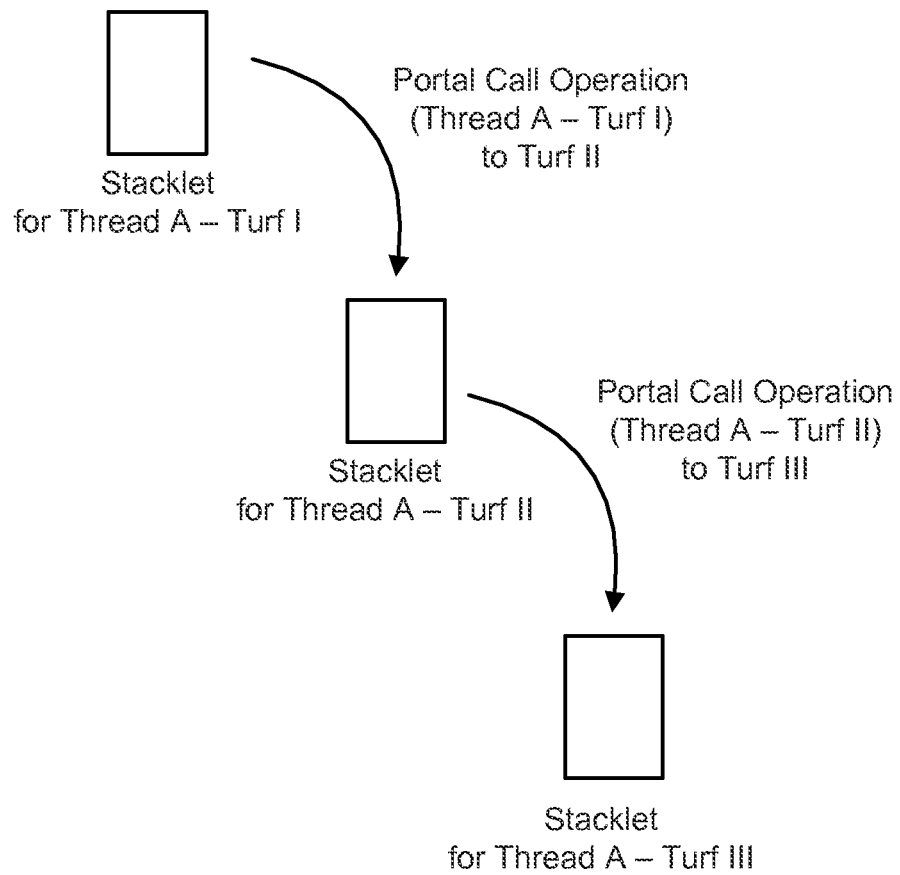 Portal Call Operation
(Thread A – Turf I)
to Turf II
Stacklet
for Thread A – Turf I
Portal Call Operation
(Thread A – Turf II)
to Turf III
Stacklet
for Thread A – Turf II
Stacklet
for Thread A – Turf III